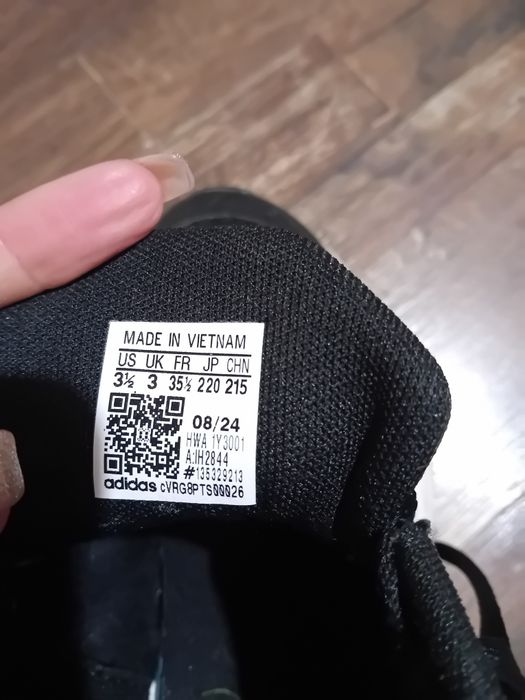 MADE IN VIETNAM
US UK FR JP CHN
3½ 3 35½ 220 215
08/24
HWA 1Y3001
A:IH2844
#135329213
adidas cVRG8PTS00026